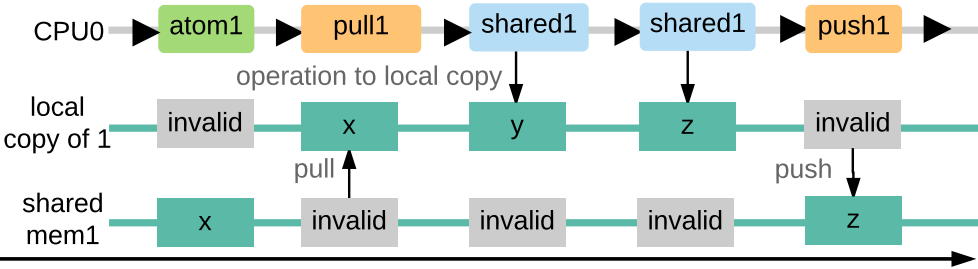 CPU0 atom1 pull1 shared1 shared1 push1
operation to local copy
local
copy of 1
invalid x y z invalid
pull push
shared
mem1
x invalid invalid invalid z